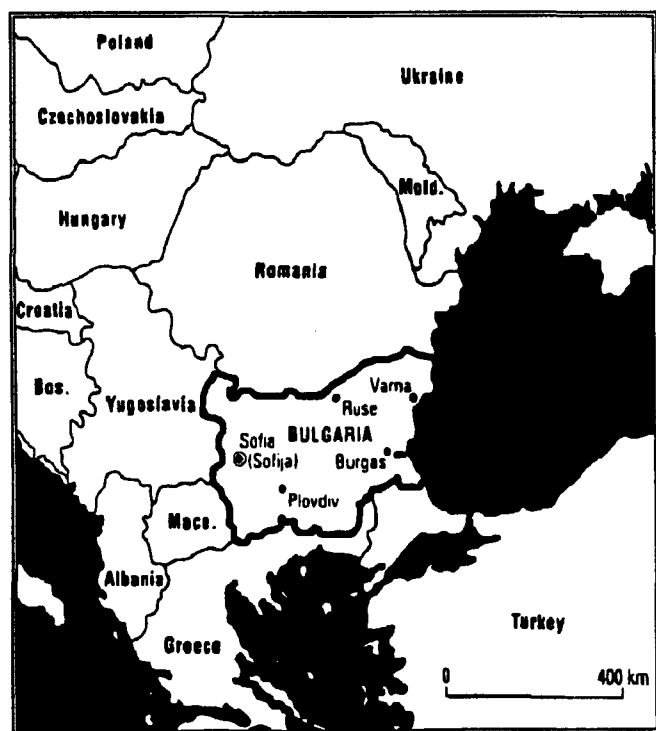 Poland
Ukraine
Czechoslovakia
Mold.
Hungary
Romania
Croatia
Bos.
Yugoslavia
Varna
Ruse
BULGARIA
Sofia
(Sofija)
Burgas
Plovdiv
Mace.
Albania
Greece
Turkey
0 400 km